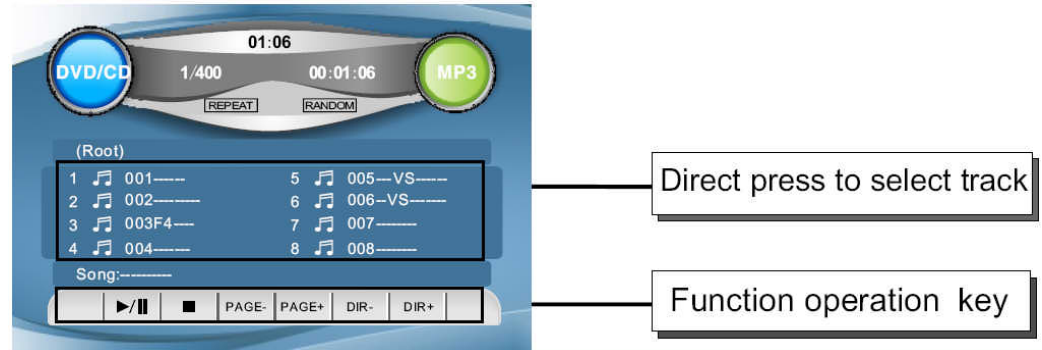 01:06
DVD/CD 1/400 00:01:06 MP3
REPEAT RANDOM
(Root)
1 001------ 5 005---VS------
2 002--------- 6 006--VS-------
3 003F4---- 7 007--------
4 004------- 8 008--------
Song:----------
PAGE- PAGE+ DIR- DIR+
Direct press to select track
Function operation key